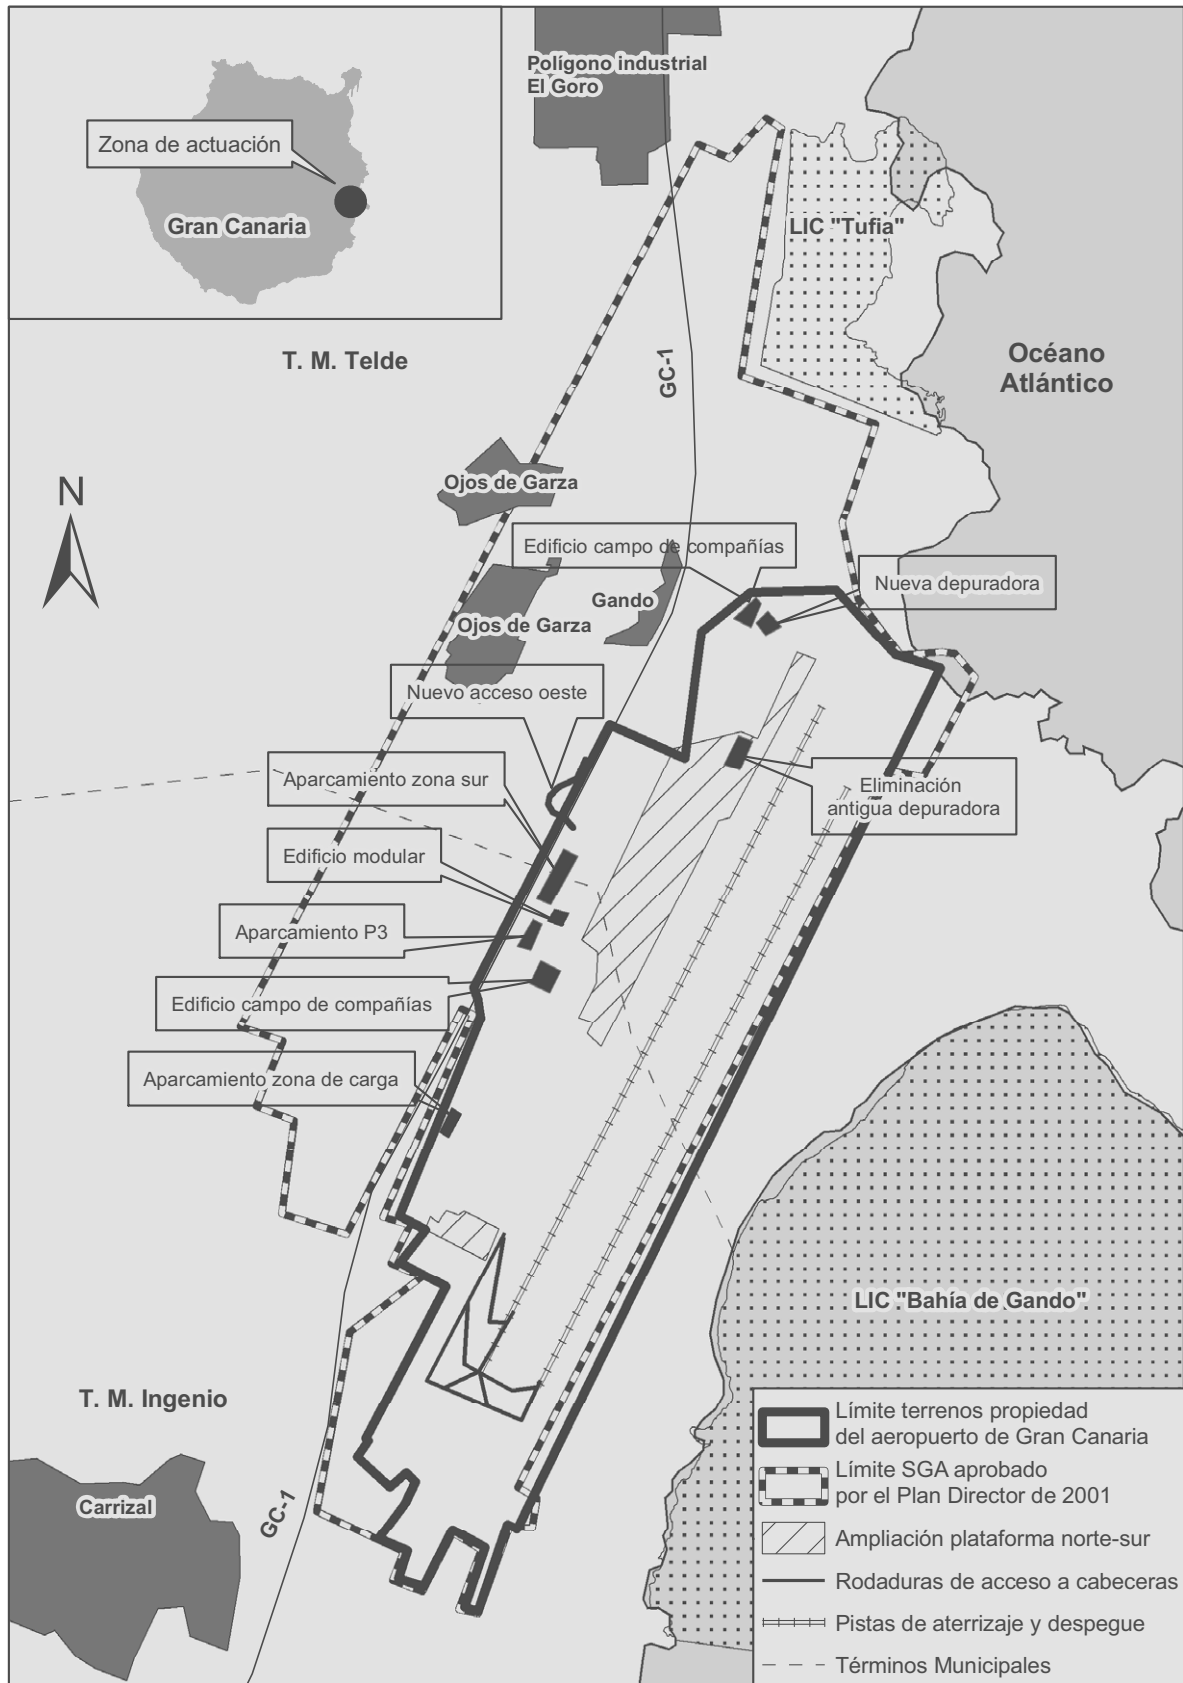 Polígono industrial
El Goro
Zona de actuación
Gran Canaria
LIC "Tufia"
T. M. Telde
GC-1
Océano
Atlántico
N
Ojos de Garza
Edificio campo de compañías
Nueva depuradora
Gando
Ojos de Garza
Nuevo acceso oeste
Aparcamiento zona sur
Eliminación
antigua depuradora
Edificio modular
Aparcamiento P3
Edificio campo de compañías
Aparcamiento zona de carga
LIC "Bahía de Gando"
T. M. Ingenio
Carrizal
GC-1
Límite terrenos propiedad
del aeropuerto de Gran Canaria
Límite SGA aprobado
por el Plan Director de 2001
Ampliación plataforma norte-sur
Rodaduras de acceso a cabeceras
Pistas de aterrizaje y despegue
Términos Municipales